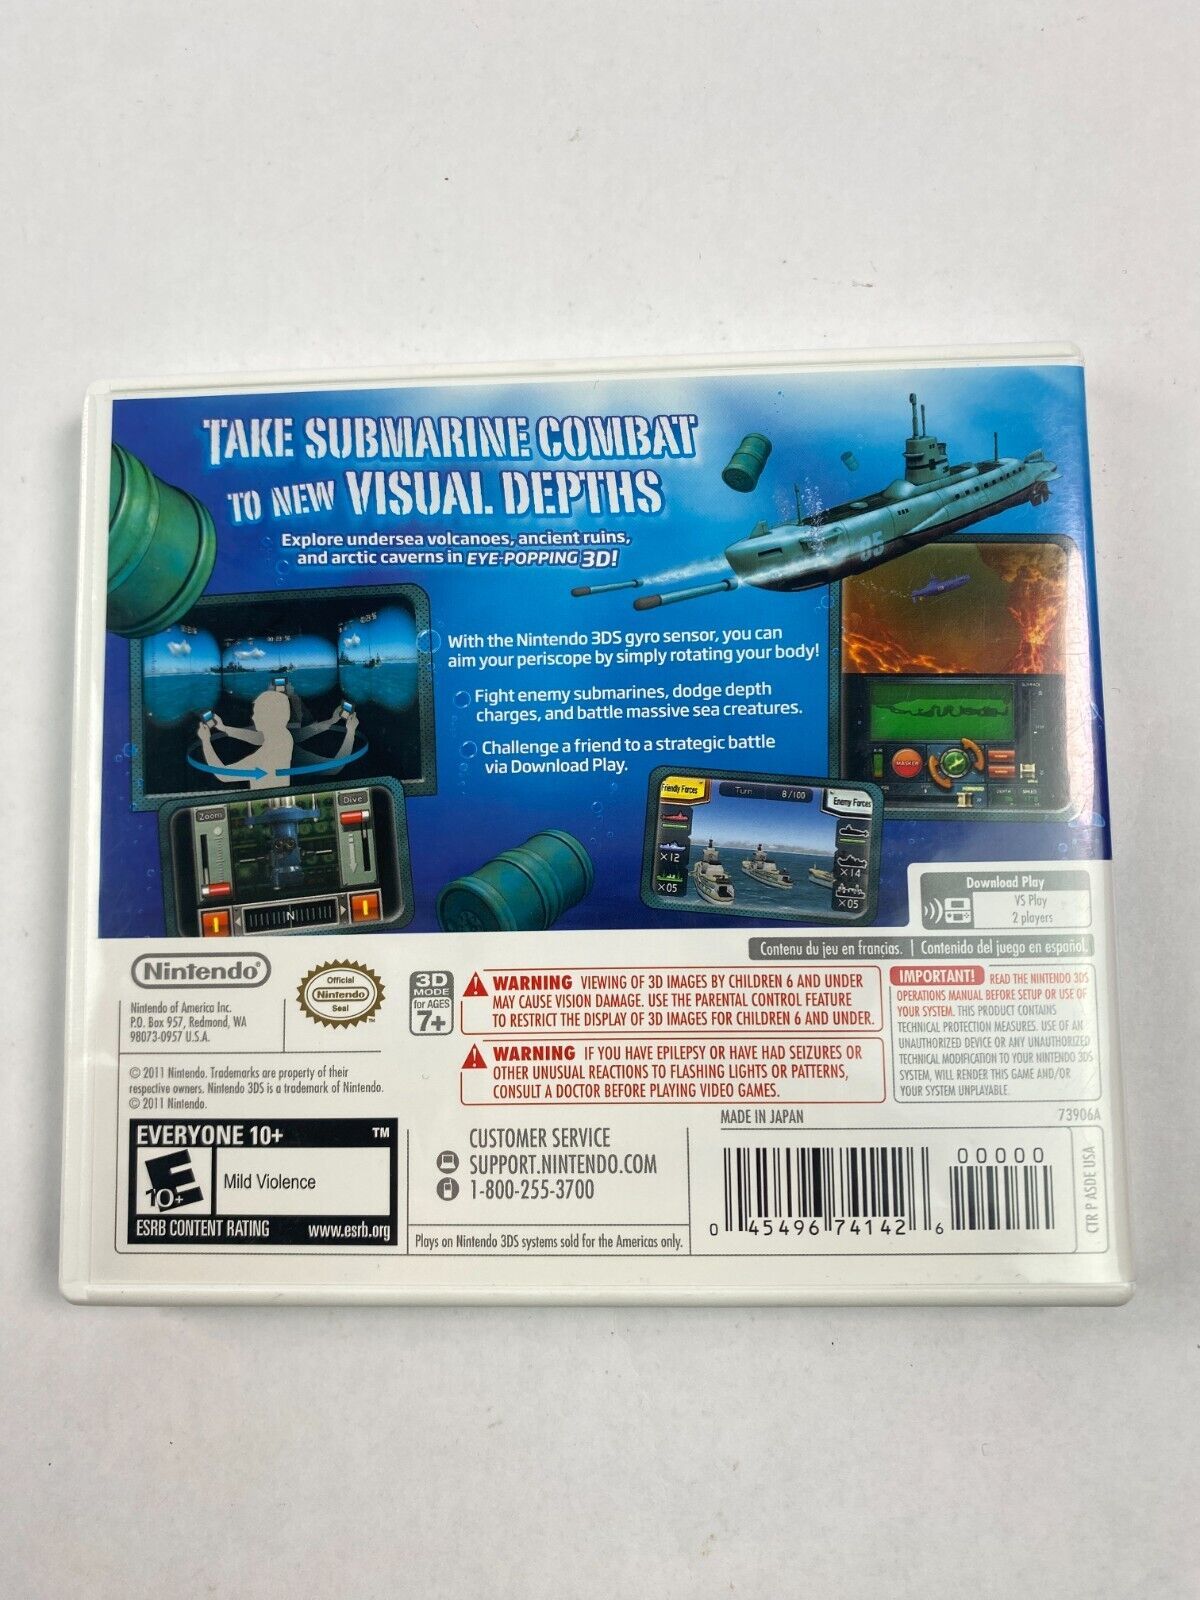 TAKE SUBMARINE COMBAT
TO NEW VISUAL DEPTHS
Explore undersea volcanoes, ancient ruins,
and arctic caverns in EYE-POPPING 3D!
85
With the Nintendo 3DS gyro sensor, you can
aim your periscope by simply rotating your body!
Fight enemy submarines, dodge depth
charges, and battle massive sea creatures.
Challenge a friend to a strategic battle
via Download Play.
MASKER
Zoom
Dive
N
Friendly Forces
Turn 8/100
Enemy Forces
×12
×05
×14
×05
Download Play
VS Play
2 players
Contenu du jeu en français. | Contenido del juego en español.
Nintendo
Nintendo of America Inc.
P.O. Box 957, Redmond, WA
98073-0957 U.S.A.
Official
Nintendo
Seal
™
3D
MODE
for AGES
7+
WARNING VIEWING OF 3D IMAGES BY CHILDREN 6 AND UNDER
MAY CAUSE VISION DAMAGE. USE THE PARENTAL CONTROL FEATURE
TO RESTRICT THE DISPLAY OF 3D IMAGES FOR CHILDREN 6 AND UNDER.
WARNING IF YOU HAVE EPILEPSY OR HAVE HAD SEIZURES OR
OTHER UNUSUAL REACTIONS TO FLASHING LIGHTS OR PATTERNS,
CONSULT A DOCTOR BEFORE PLAYING VIDEO GAMES.
IMPORTANT! READ THE NINTENDO 3DS
OPERATIONS MANUAL BEFORE SETUP OR USE OF
YOUR SYSTEM. THIS PRODUCT CONTAINS
TECHNICAL PROTECTION MEASURES. USE OF AN
UNAUTHORIZED DEVICE OR ANY UNAUTHORIZED
TECHNICAL MODIFICATION TO YOUR NINTENDO 3DS
SYSTEM, WILL RENDER THIS GAME AND/OR
YOUR SYSTEM UNPLAYABLE.
© 2011 Nintendo. Trademarks are property of their
respective owners. Nintendo 3DS is a trademark of Nintendo.
© 2011 Nintendo.
EVERYONE 10+ ™
E
10+
Mild Violence
ESRB CONTENT RATING www.esrb.org
CUSTOMER SERVICE
SUPPORT.NINTENDO.COM
1-800-255-3700
Plays on Nintendo 3DS systems sold for the Americas only.
MADE IN JAPAN
73906A
00000
0 45496 74142 6
CTR P ASDE USA